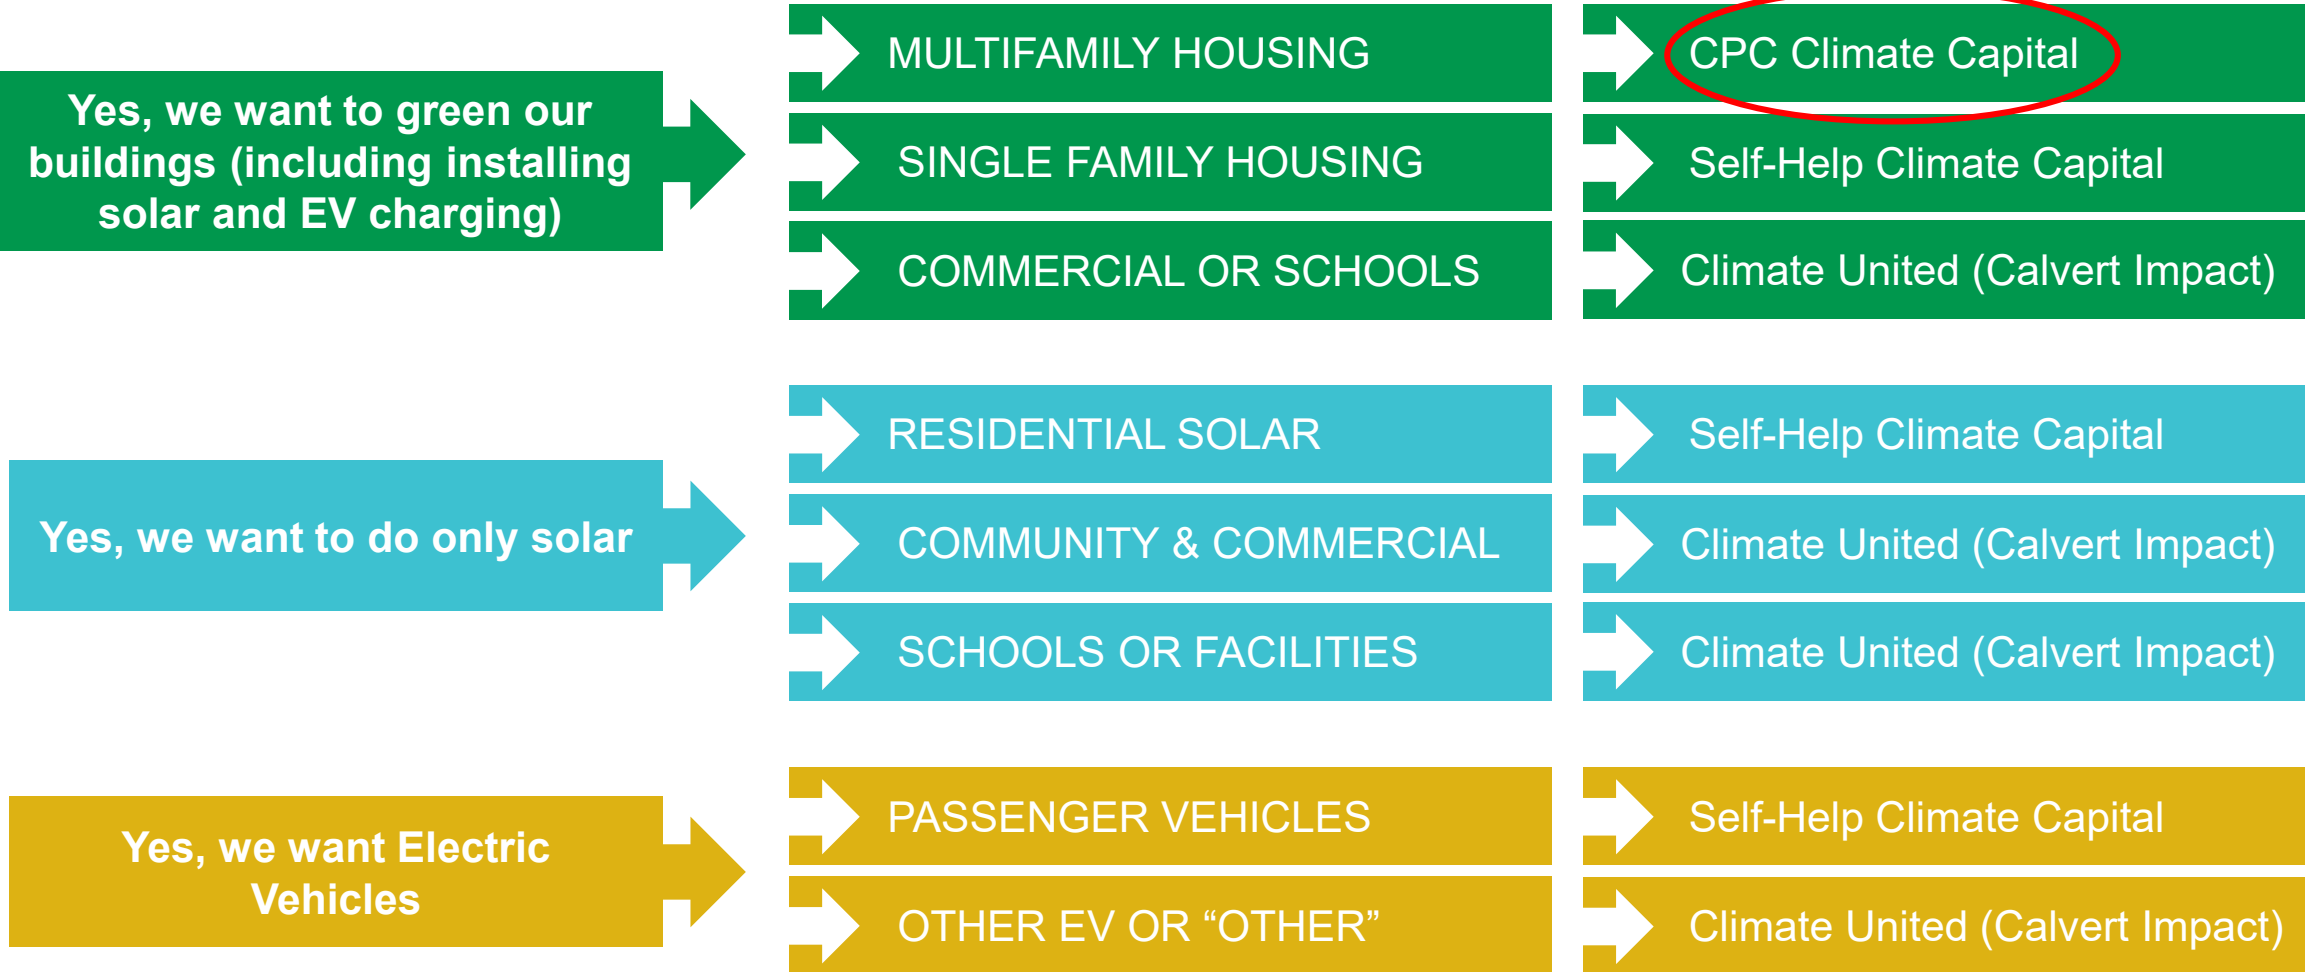 Yes, we want to green our
buildings (including installing
solar and EV charging)
MULTIFAMILY HOUSING
CPC Climate Capital
SINGLE FAMILY HOUSING
Self-Help Climate Capital
COMMERCIAL OR SCHOOLS
Climate United (Calvert Impact)
Yes, we want to do only solar
RESIDENTIAL SOLAR
Self-Help Climate Capital
COMMUNITY & COMMERCIAL
Climate United (Calvert Impact)
SCHOOLS OR FACILITIES
Climate United (Calvert Impact)
Yes, we want Electric
Vehicles
PASSENGER VEHICLES
Self-Help Climate Capital
OTHER EV OR “OTHER”
Climate United (Calvert Impact)